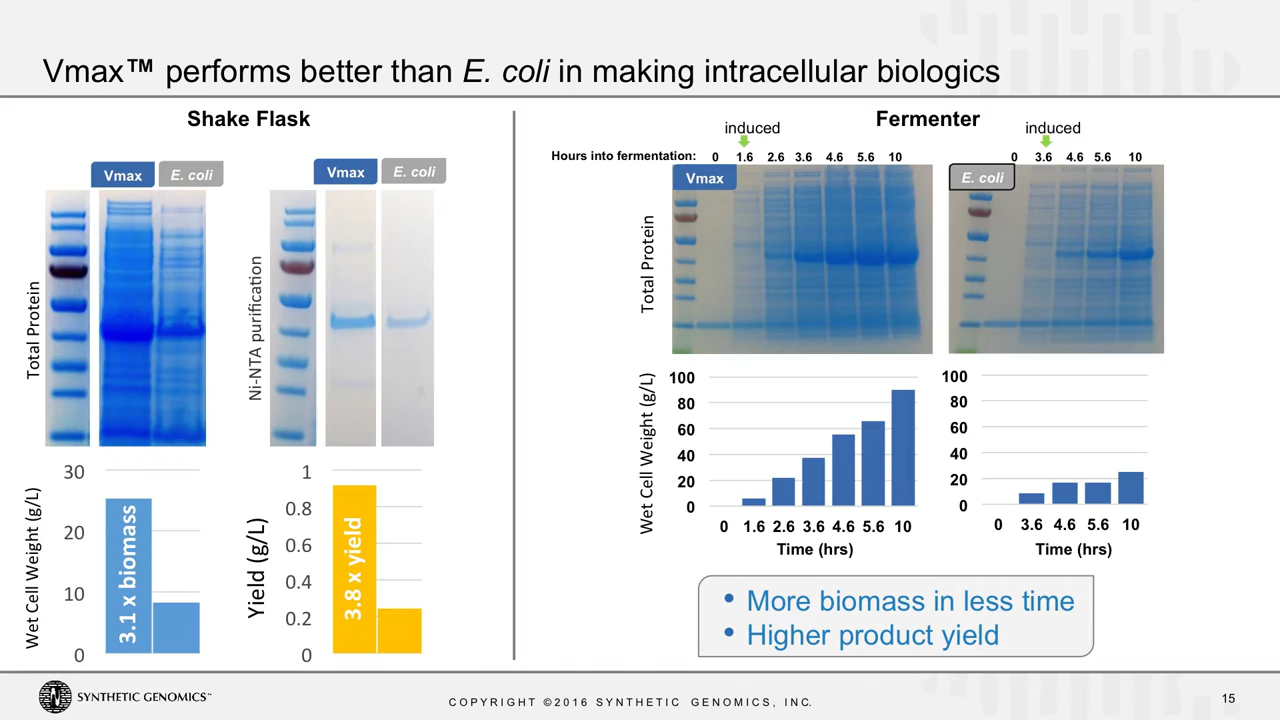 Vmax™ performs better than E. coli in making intracellular biologics
Shake Flask
Vmax
E. coli
Total Protein
Vmax
E. coli
Ni-NTA purification
30
20
10
0
Wet Cell Weight (g/L)
3.1 x biomass
1
0.8
0.6
0.4
0.2
0
Yield (g/L)
3.8 x yield
Fermenter
induced
induced
Hours into fermentation: 0 1.6 2.6 3.6 4.6 5.6 10
0 3.6 4.6 5.6 10
Vmax
E. coli
Total Protein
Wet Cell Weight (g/L)
100
80
60
40
20
0
0 1.6 2.6 3.6 4.6 5.6 10
Time (hrs)
100
80
60
40
20
0
0 3.6 4.6 5.6 10
Time (hrs)
• More biomass in less time
• Higher product yield
SYNTHETIC GENOMICS™
COPYRIGHT ©2016 SYNTHETIC GENOMICS, INC.
15